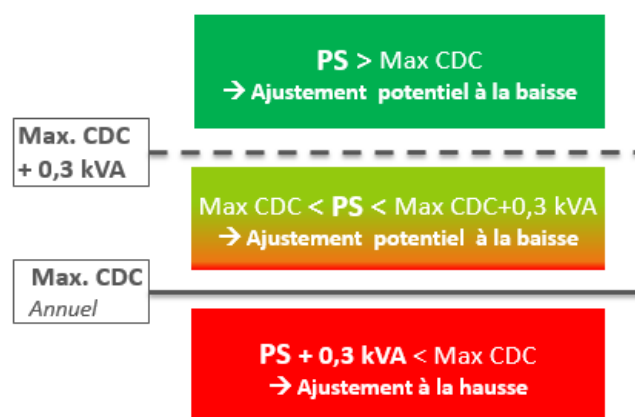 PS > Max CDC
→ Ajustement potentiel à la baisse
Max. CDC
+ 0,3 kVA
Max CDC < PS < Max CDC+0,3 kVA
→ Ajustement potentiel à la baisse
Max. CDC
Annuel
PS + 0,3 kVA < Max CDC
→ Ajustement à la hausse